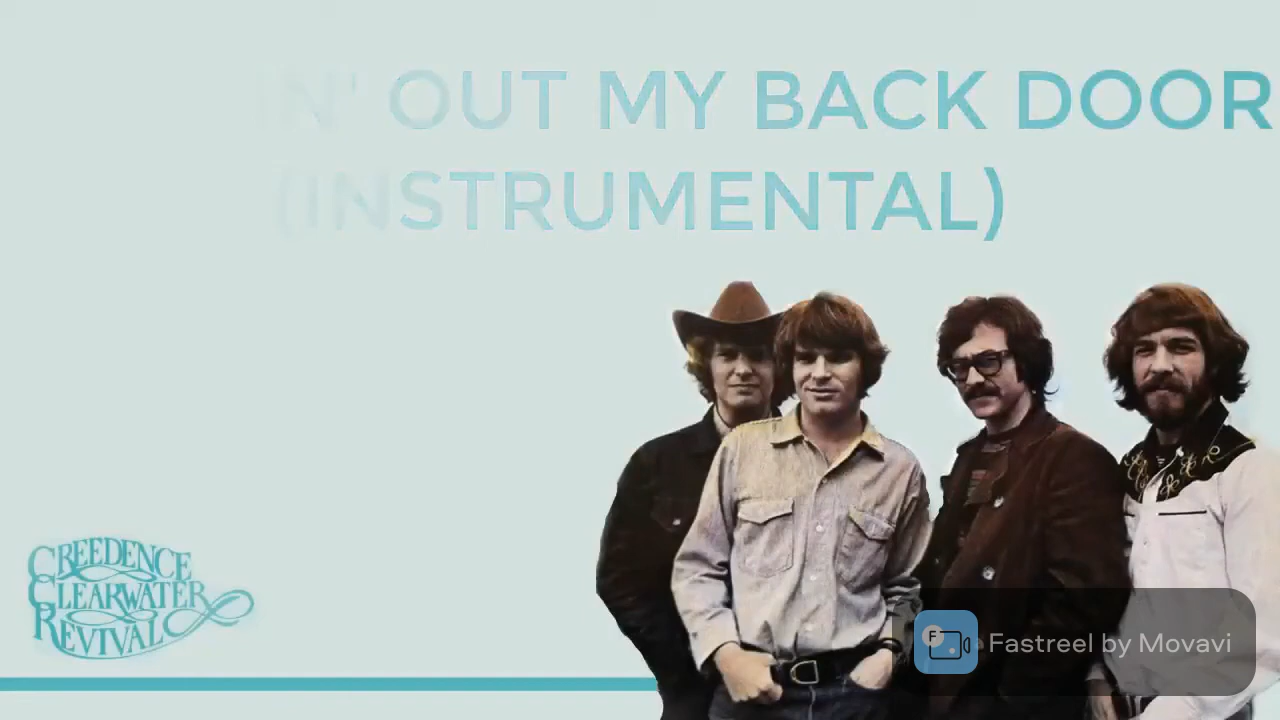 N' OUT MY BACK DOOR
(INSTRUMENTAL)
CREEDENCE
CLEARWATER
REVIVAL
Fastreel by Movavi